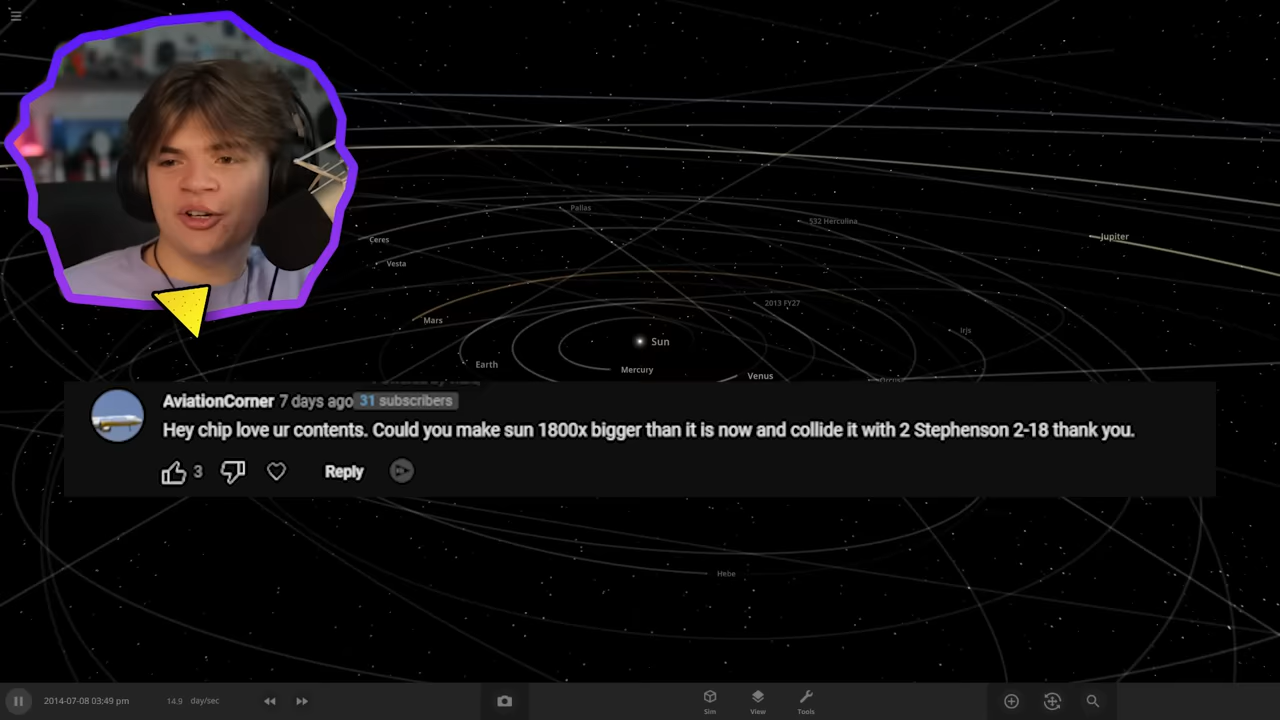 Pallas
532 Herculina
Ceres
Jupiter
Vesta
2013 FY27
Mars
Iris
Sun
Earth
Mercury
Venus
AviationCorner 7 days ago 31 subscribers
Hey chip love ur contents. Could you make sun 1800x bigger than it is now and collide it with 2 Stephenson 2-18 thank you.
3 Reply
Hebe
2014-07-08 03:49 pm 14.9 day/sec
Sim View Tools